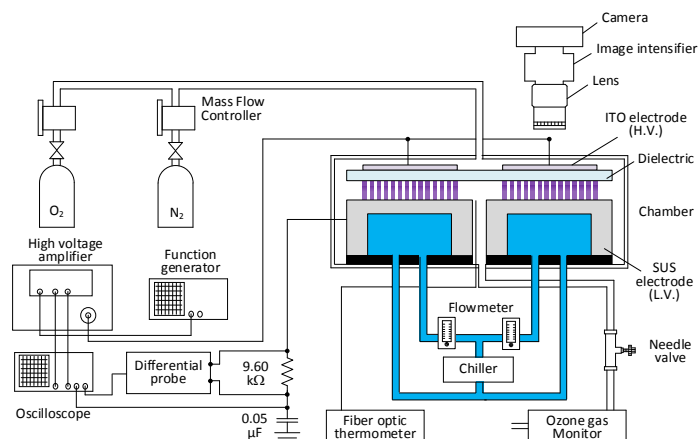 Camera
Image intensifier
Lens
Mass Flow
Controller
ITO electrode
(H.V.)
Dielectric
O₂
N₂
Chamber
High voltage
amplifier
Function
generator
SUS
electrode
(L.V.)
Flowmeter
Differential
probe
9.60
kΩ
Chiller
Needle
valve
Oscilloscope
0.05
μF
Fiber optic
thermometer
Ozone gas
Monitor